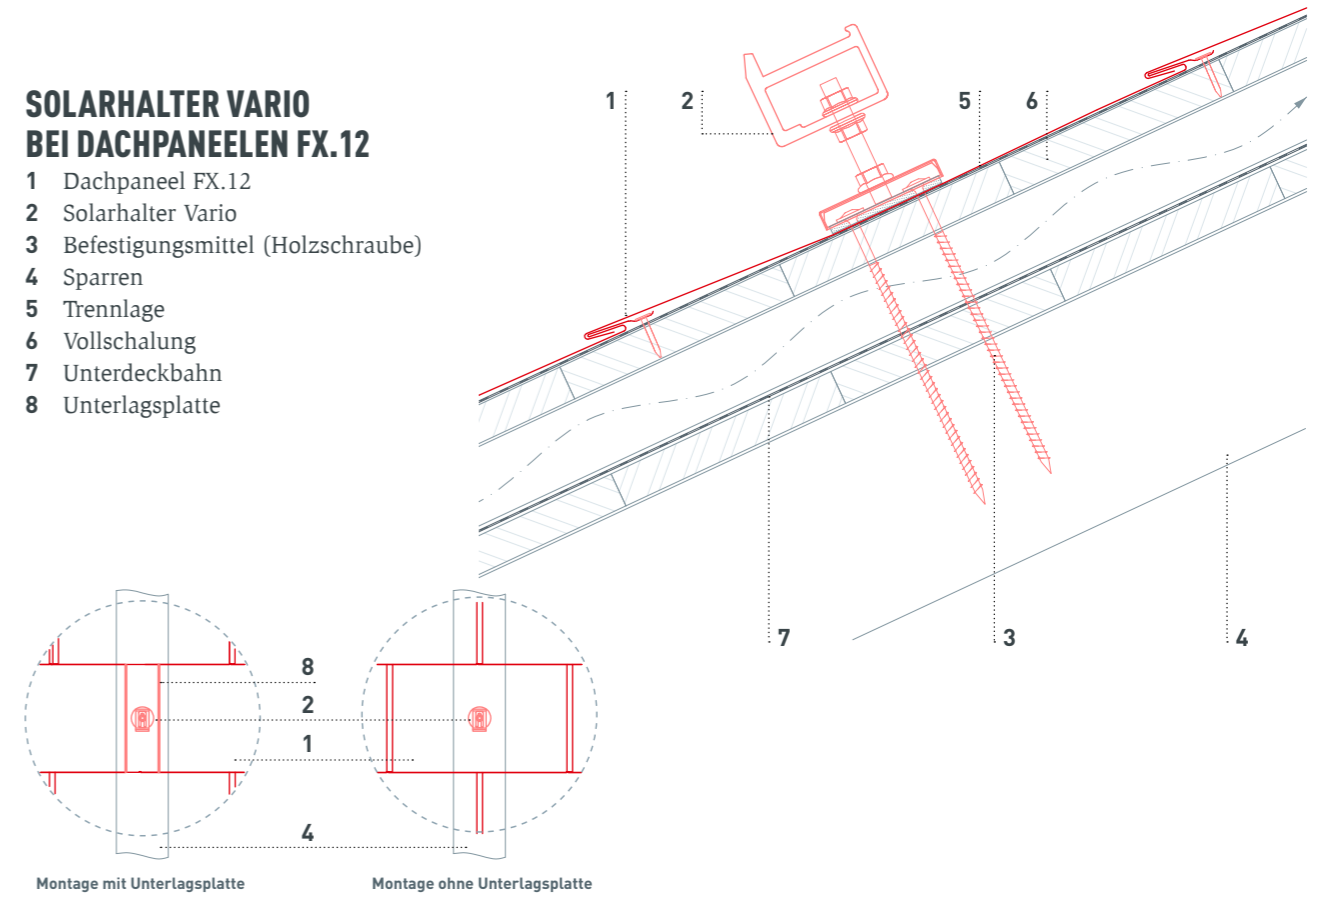 SOLARHALTER VARIO
BEI DACHPANEELEN FX.12
1 Dachpaneel FX.12
2 Solarhalter Vario
3 Befestigungsmittel (Holzschraube)
4 Sparren
5 Trennlage
6 Vollschalung
7 Unterdeckbahn
8 Unterlagsplatte
1 2 5 6
7 3 4
8
2
1
4
Montage mit Unterlagsplatte
Montage ohne Unterlagsplatte